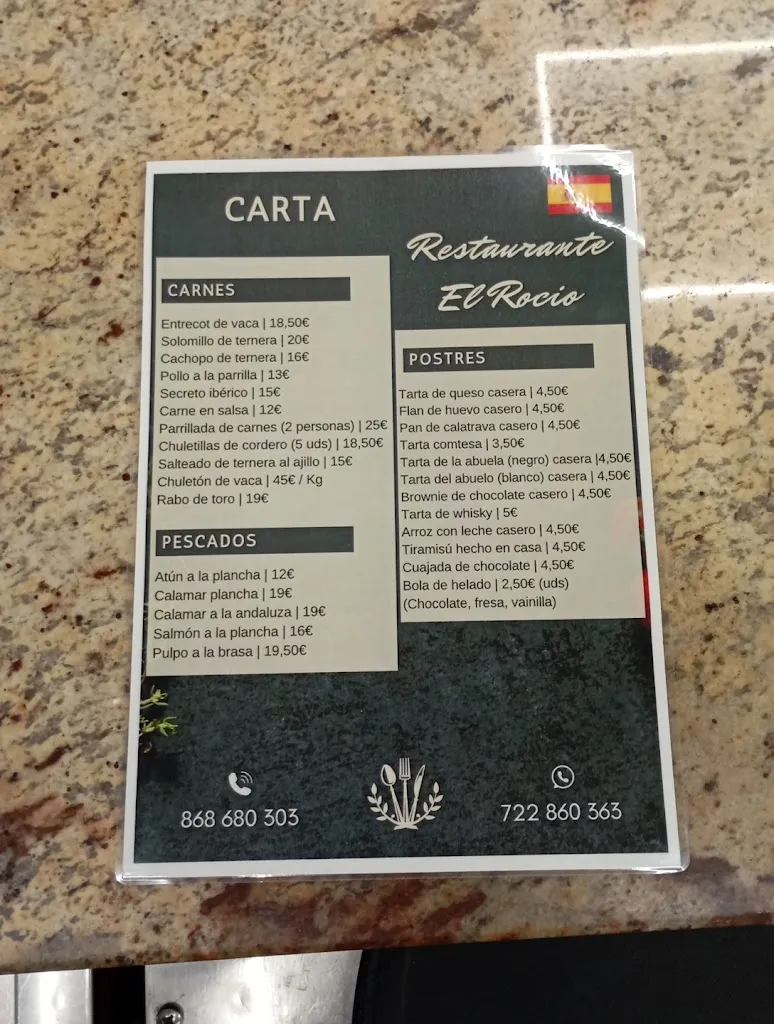 CARTA
Restaurante
El Rocio
CARNES
Entrecot de vaca | 18,50€
Solomillo de ternera | 20€
Cachopo de ternera | 16€
Pollo a la parrilla | 13€
Secreto ibérico | 15€
Carne en salsa | 12€
Parrillada de carnes (2 personas) | 25€
Chuletillas de cordero (5 uds) | 18,50€
Salteado de ternera al ajillo | 15€
Chuletón de vaca | 45€ / Kg
Rabo de toro | 19€
PESCADOS
Atún a la plancha | 12€
Calamar plancha | 19€
Calamar a la andaluza | 19€
Salmón a la plancha | 16€
Pulpo a la brasa | 19,50€
POSTRES
Tarta de queso casera | 4,50€
Flan de huevo casero | 4,50€
Pan de calatrava casero | 4,50€
Tarta comtesa | 3,50€
Tarta de la abuela (negro) casera |4,50€
Tarta del abuelo (blanco) casera | 4,50€
Brownie de chocolate casero | 4,50€
Tarta de whisky | 5€
Arroz con leche casero | 4,50€
Tiramisú hecho en casa | 4,50€
Cuajada de chocolate | 4,50€
Bola de helado | 2,50€ (uds)
(Chocolate, fresa, vainilla)
868 680 303
722 860 363